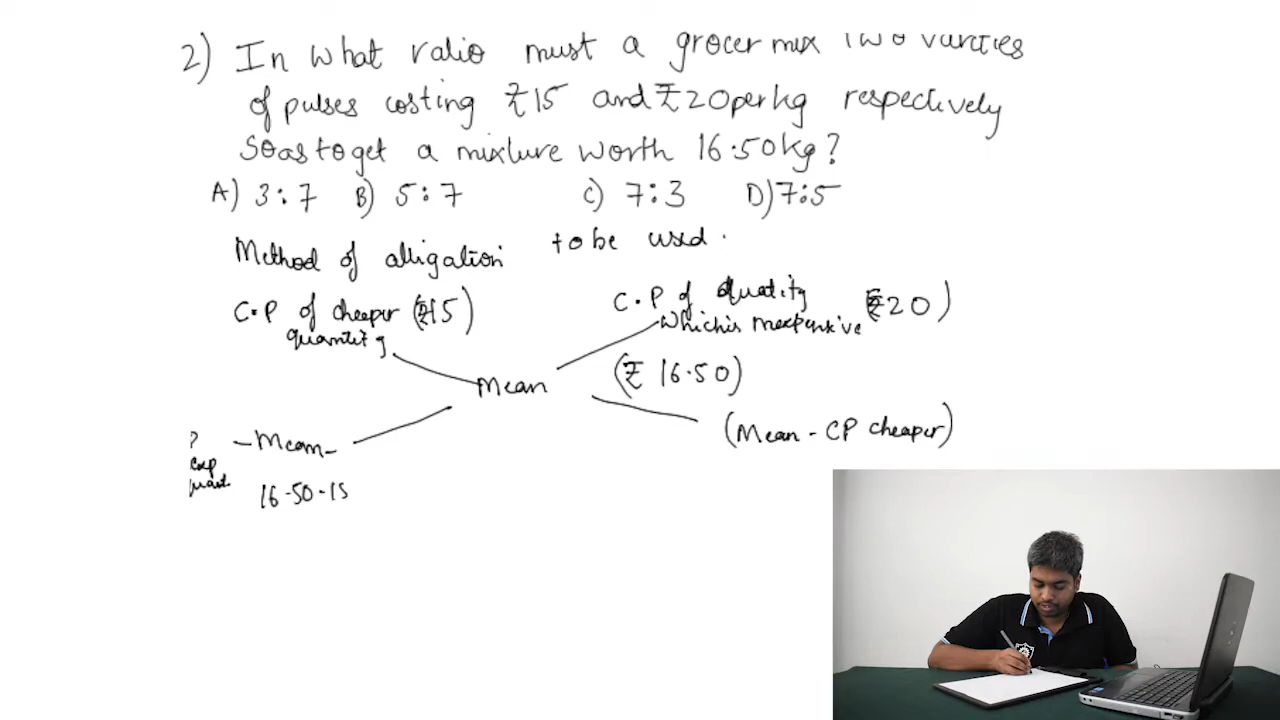 2) In what ratio must a grocer mix two varities
of pulses costing ₹15 and ₹20 per kg respectively
so as to get a mixture worth 16.50 kg?
A) 3:7 B) 5:7 C) 7:3 D) 7:5
Method of alligation to be used.
C.P of cheaper (₹15) C.P of quality (₹20)
quantity which is inexpensive
Mean (₹ 16.50)
(Mean - CP cheaper)
? - Mean -
Exp
16.50-15